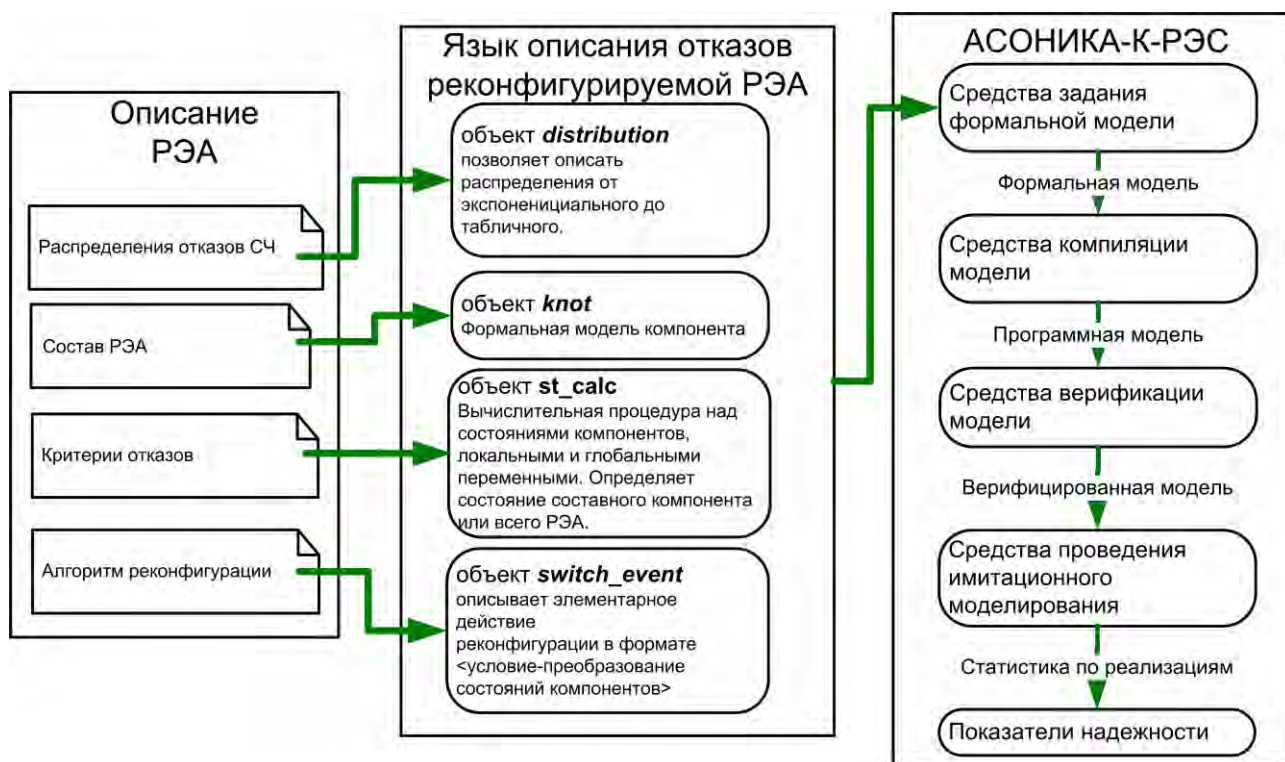 Описание
РЭА
Распределения отказов СЧ
Состав РЭА
Критерии отказов
Алгоритм реконфигурации
Язык описания отказов
реконфигурируемой РЭА
объект distribution
позволяет описать
распределения от
экспоненициального до
табличного.
объект knot
Формальная модель компонента
объект st_calc
Вычислительная процедура над
состояниями компонентов,
локальными и глобальными
переменными. Определяет
состояние составного компонента
или всего РЭА.
объект switch_event
описывает элементарное
действие
реконфигурации в формате
<условие-преобразование
состояний компонентов>
АСОНИКА-К-РЭС
Средства задания
формальной модели
Формальная модель
Средства компиляции
модели
Программная модель
Средства верификации
модели
Верифицированная модель
Средства проведения
имитационного
моделирования
Статистика по реализациям
Показатели надежности